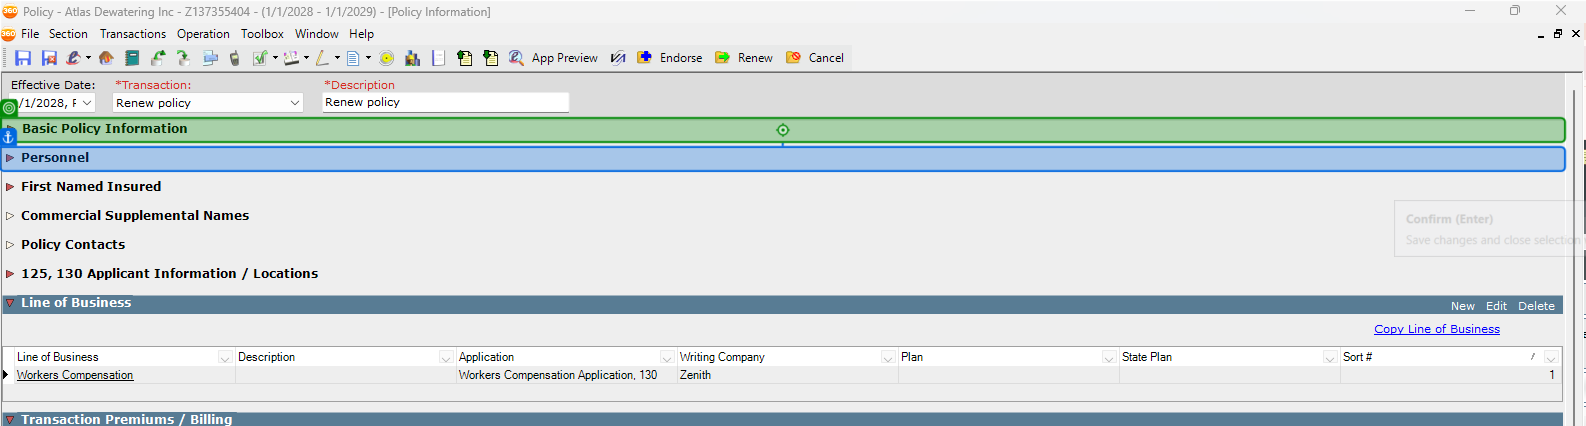 360 Policy - Atlas Dewatering Inc - Z137355404 - (1/1/2028 - 1/1/2029) - [Policy Information]
360 File Section Transactions Operation Toolbox Window Help
App Preview Endorse Renew Cancel
Effective Date: *Transaction: *Description
/1/2028, Renew policy Renew policy
Basic Policy Information
Personnel
First Named Insured
Commercial Supplemental Names
Confirm (Enter)
Save changes and close selection
Policy Contacts
125, 130 Applicant Information / Locations
Line of Business New Edit Delete
Copy Line of Business
Line of Business Description Application Writing Company Plan State Plan Sort #
Workers Compensation Workers Compensation Application, 130 Zenith 1
Transaction Premiums / Billing